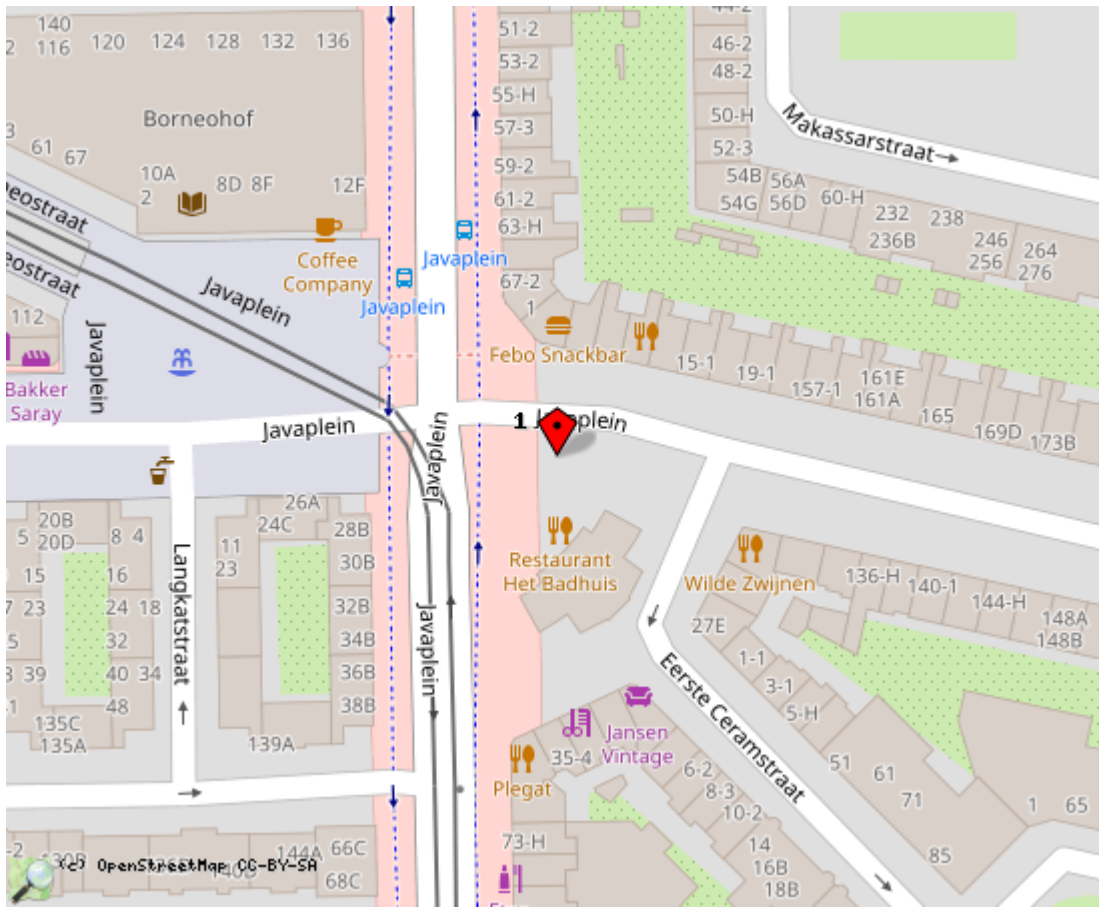 140
116
120
124
128
132
136
Borneohof
61
67
10A
2
8D
8F
12F
Coffee
Company
Javaplein
Javaplein
Javaplein
112
Javaplein
Bakker
Saray
51-2
53-2
55-H
57-3
59-2
61-2
63-H
67-2
1
44-2
46-2
48-2
50-H
52-3
54B
54G
56A
56D
60-H
232
236B
238
246
256
264
276
Makassarstraat
Febo Snackbar
15-1
19-1
157-1
161E
161A
165
169D
173B
Javaplein
Javaplein
1
Javaplein
26A
24C
28B
30B
32B
34B
36B
38B
11
23
139A
20B
20D
5
8
4
15
16
23
24
18
32
39
40
34
48
135C
135A
Langkatstraat
Javaplein
Restaurant
Het Badhuis
Wilde Zwijnen
136-H
140-1
144-H
148A
148B
27E
1-1
3-1
5-H
Eerste Ceramstraat
Jansen
Vintage
35-4
Plegat
6-2
8-3
10-2
14
16B
18B
51
61
71
85
1
65
73-H
144A
66C
68C
(c) OpenStreetMap CC-BY-SA